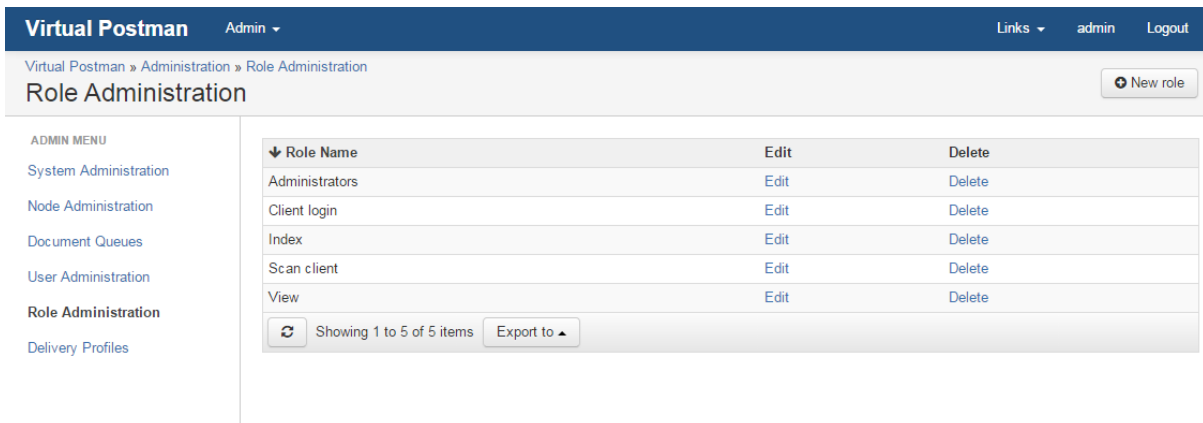 Virtual Postman Admin Links admin Logout
Virtual Postman » Administration » Role Administration
Role Administration
New role
ADMIN MENU
System Administration
Node Administration
Document Queues
User Administration
Role Administration
Delivery Profiles
Role Name Edit Delete
Administrators Edit Delete
Client login Edit Delete
Index Edit Delete
Scan client Edit Delete
View Edit Delete
Showing 1 to 5 of 5 items Export to